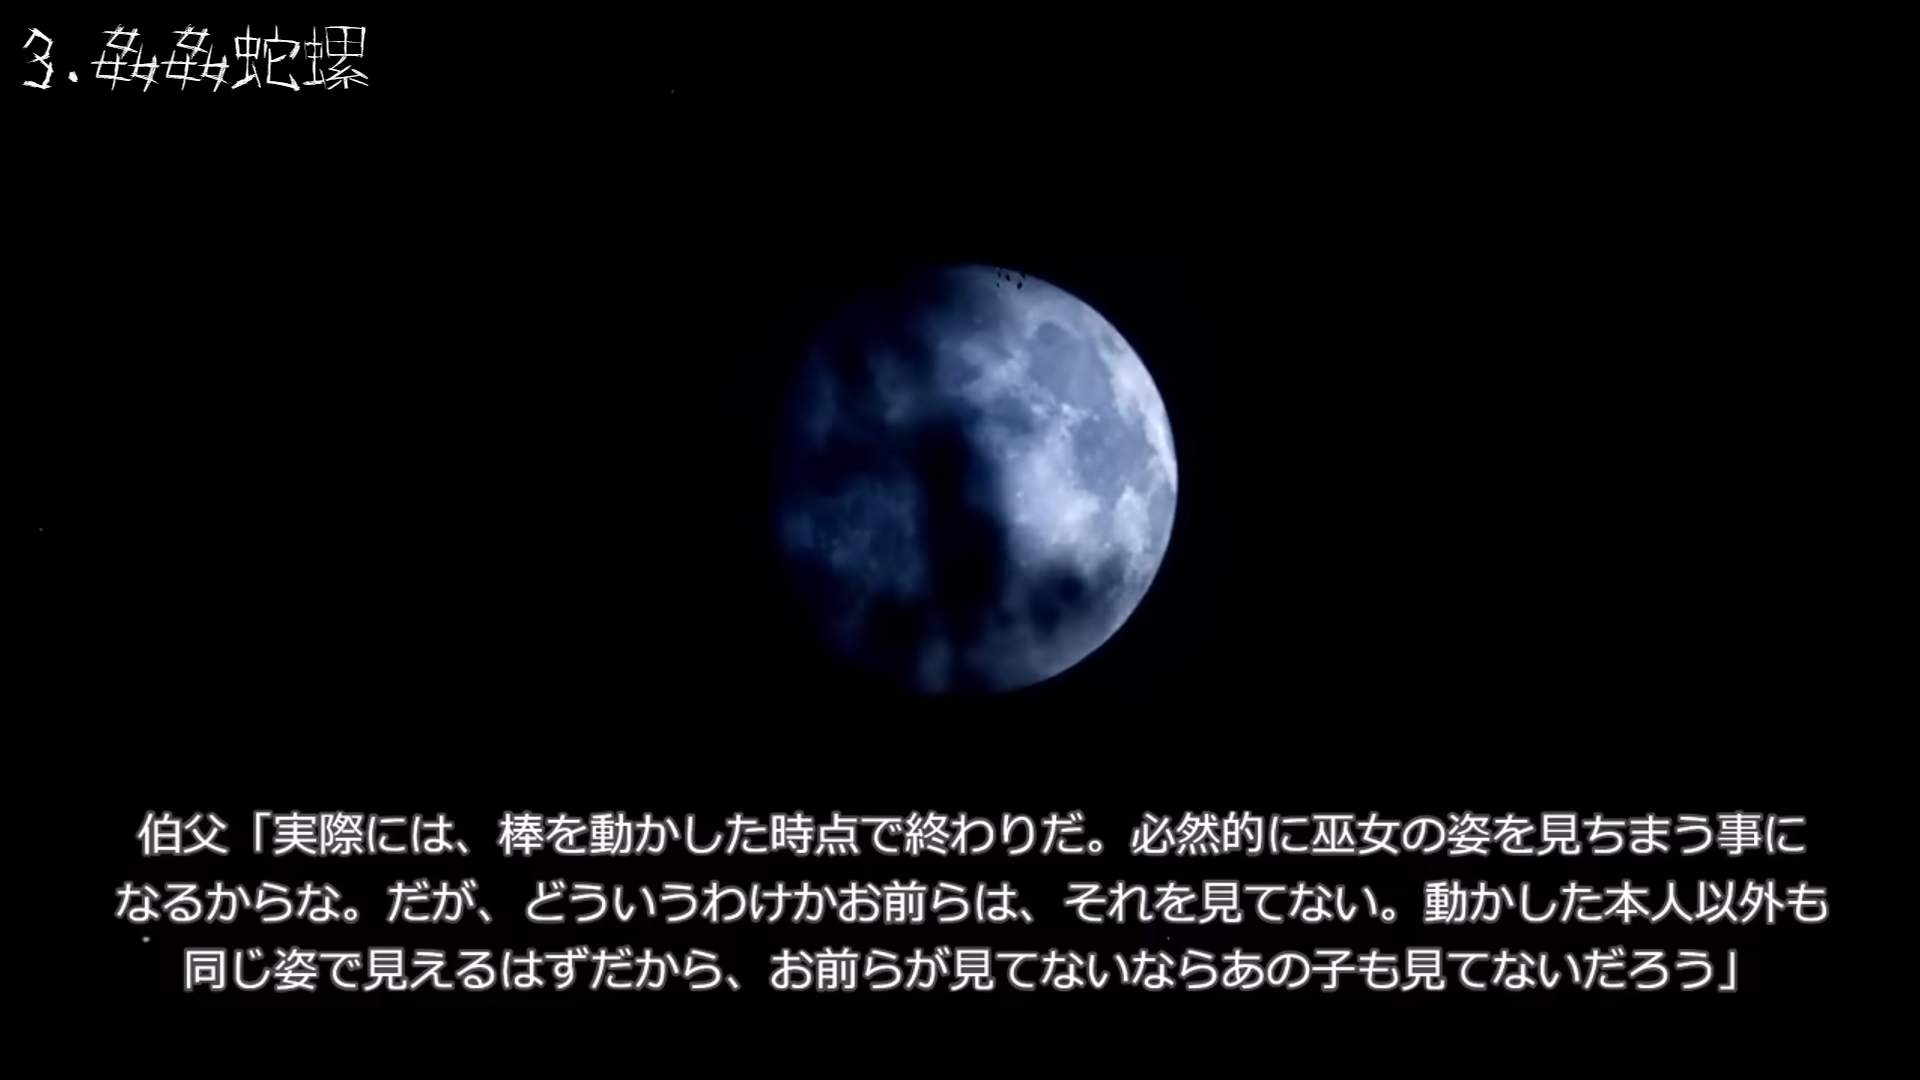 3.姦姦蛇螺
伯父「実際には、棒を動かした時点で終わりだ。必然的に巫女の姿を見ちまう事に
なるからな。だが、どういうわけかお前らは、それを見てない。動かした本人以外も
同じ姿で見えるはずだから、お前らが見てないならあの子も見てないだろう」